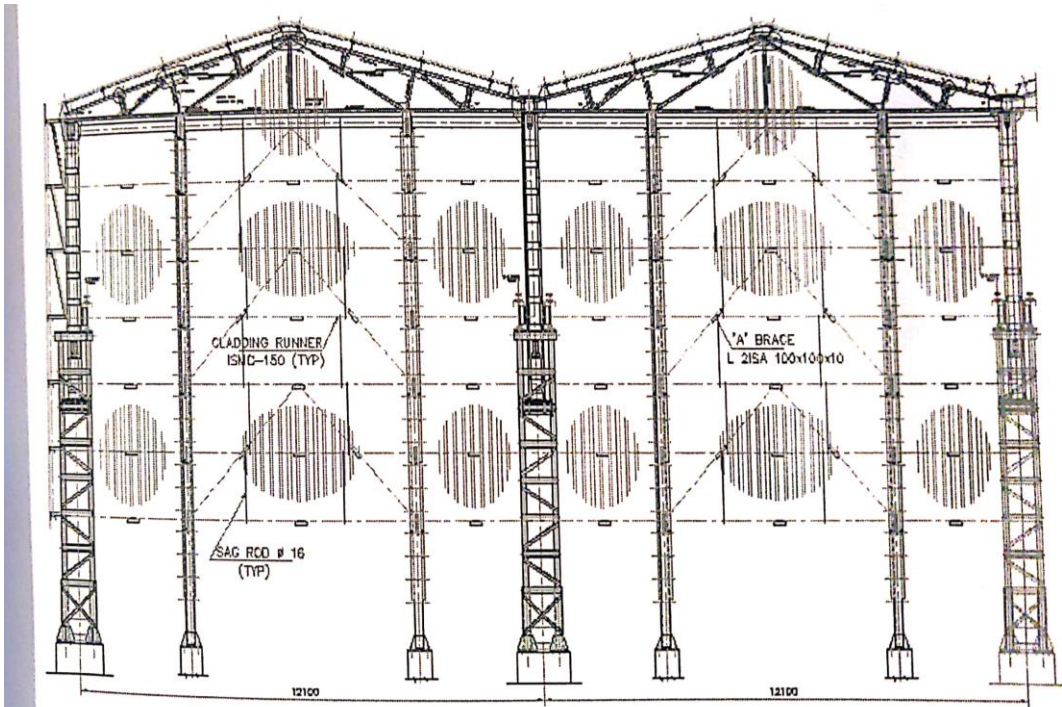 CLADDING RUNNER
ISMC-150 (TYP)
'A' BRACE
L 2ISA 100x100x10
SAG ROD ø 16
(TYP)
12100
12100